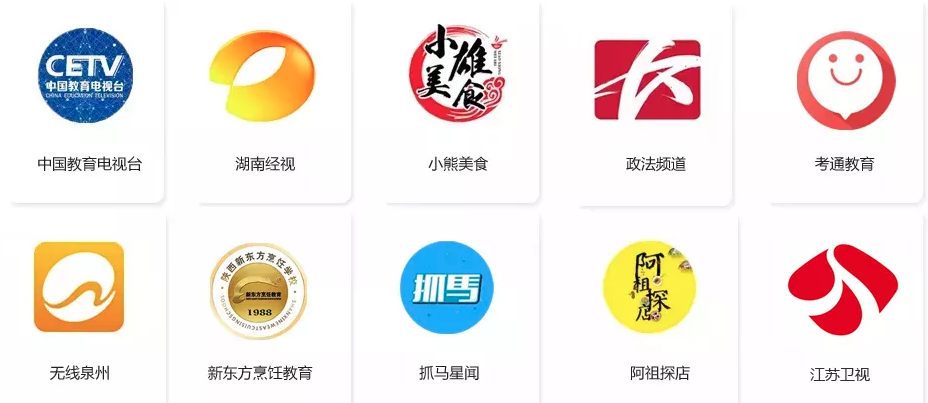 CETV
中国教育电视台
CHINA EDUCATION TELEVISION
小雄
美食
中国教育电视台
湖南经视
小熊美食
政法频道
考通教育
陕西新东方烹饪学校
新东方烹饪教育
1988
抓馬
阿祖探店
无线泉州
新东方烹饪教育
抓马星闻
阿祖探店
江苏卫视